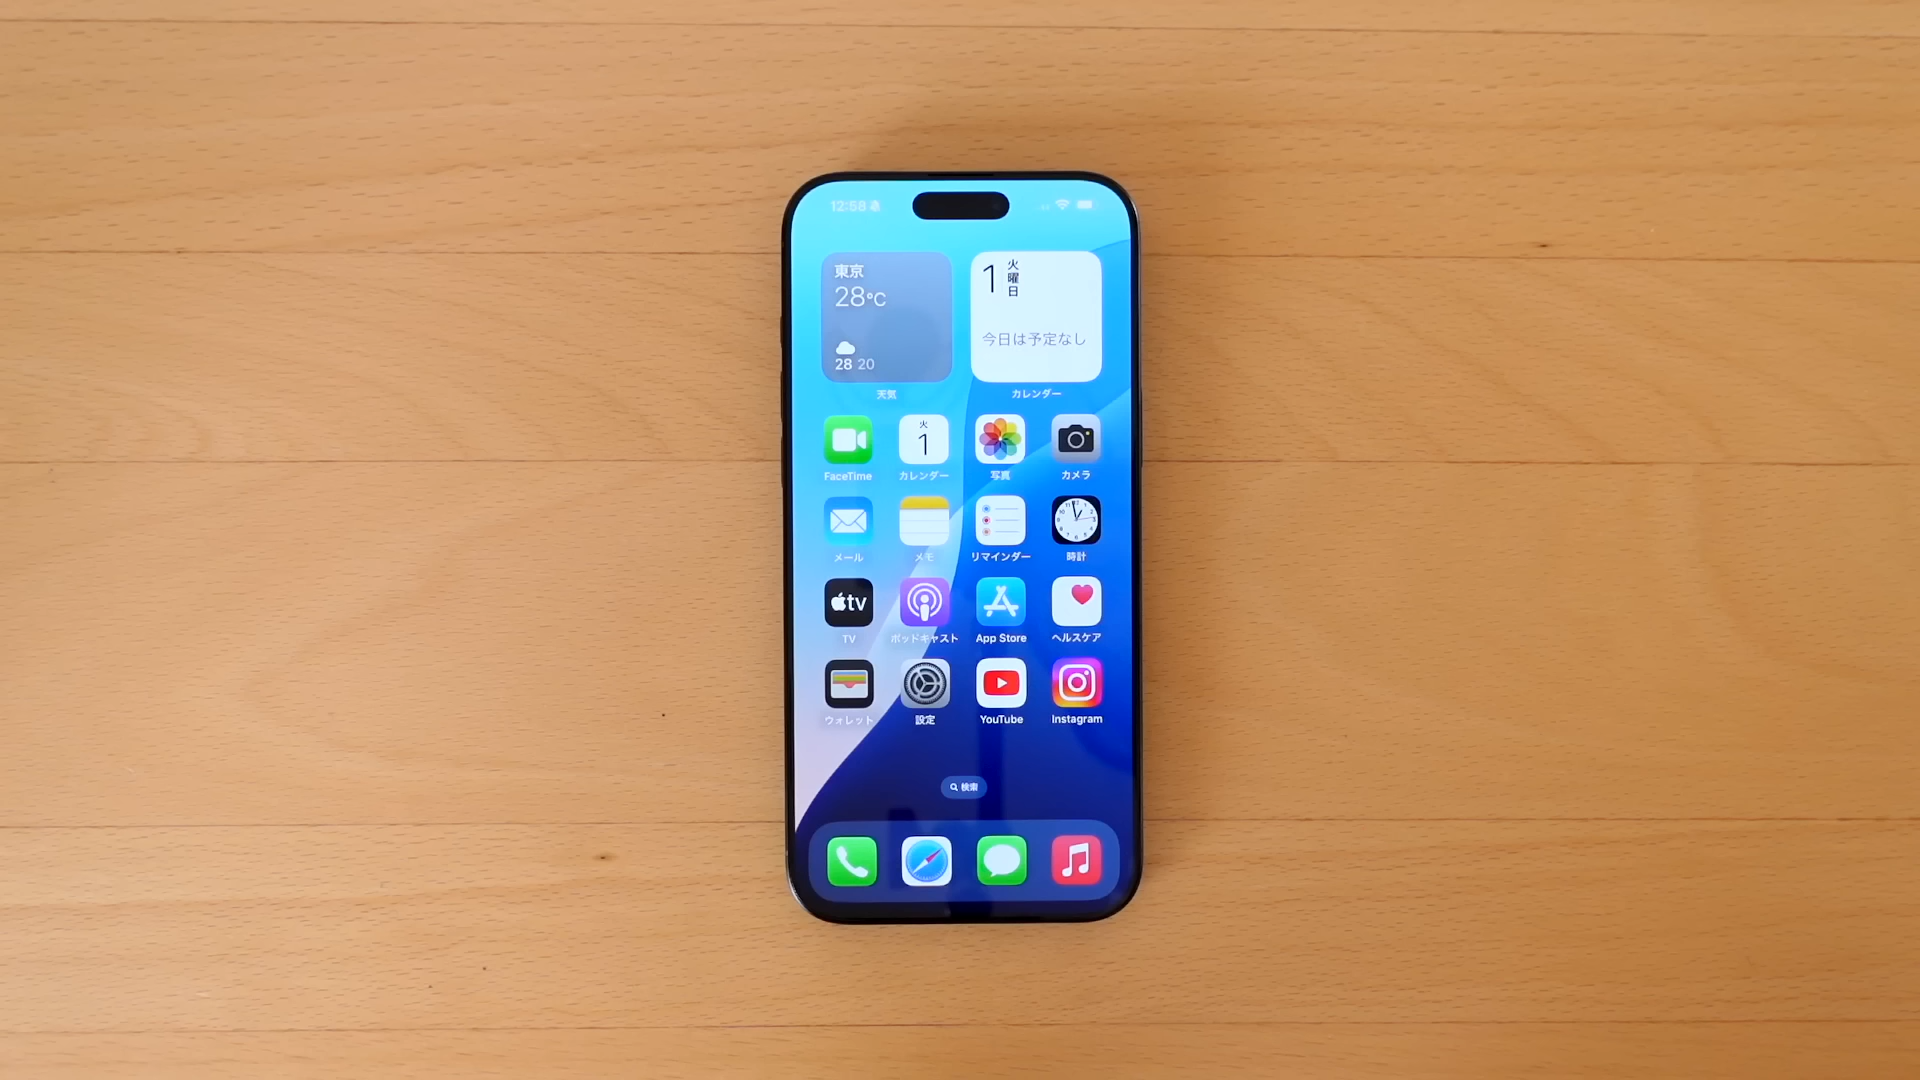 12:58
東京
28°C
28 20
天気
1 火曜日
今日は予定なし
カレンダー
FaceTime
火
1
カレンダー
写真
カメラ
メール
メモ
リマインダー
時計
tv
TV
ポッドキャスト
App Store
ヘルスケア
ウォレット
設定
YouTube
Instagram
検索